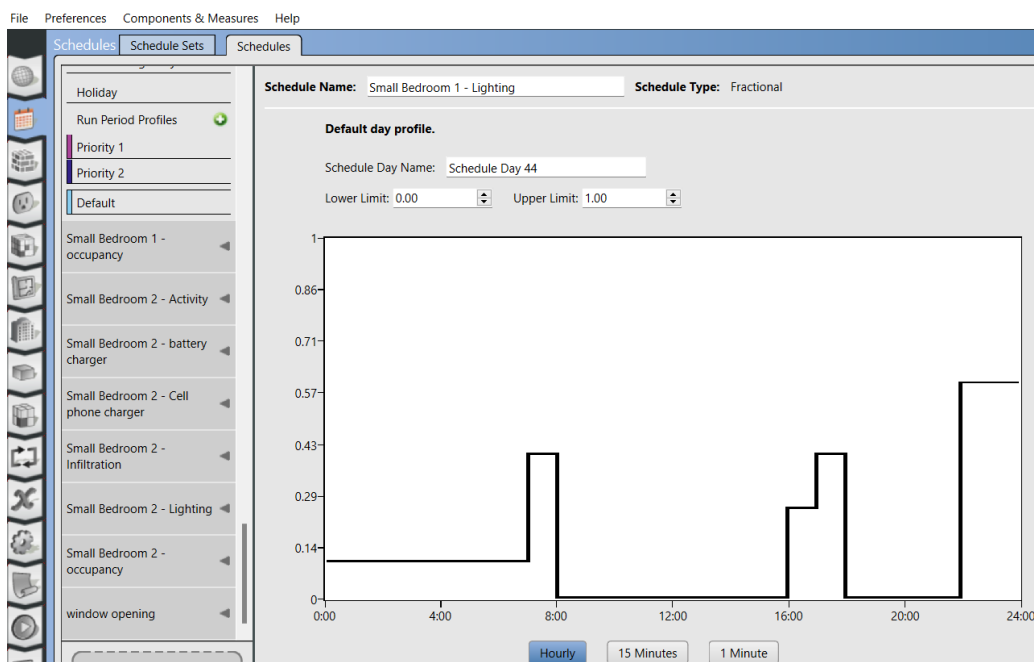 File Preferences Components & Measures Help
Schedules Schedule Sets Schedules
Holiday
Run Period Profiles
Priority 1
Priority 2
Default
Small Bedroom 1 -
occupancy
Small Bedroom 2 - Activity
Small Bedroom 2 - battery
charger
Small Bedroom 2 - Cell
phone charger
Small Bedroom 2 -
Infiltration
Small Bedroom 2 - Lighting
Small Bedroom 2 -
occupancy
window opening
Schedule Name: Small Bedroom 1 - Lighting Schedule Type: Fractional
Default day profile.
Schedule Day Name: Schedule Day 44
Lower Limit: 0.00 Upper Limit: 1.00
1
0.86
0.71
0.57
0.43
0.29
0.14
0
0:00 4:00 8:00 12:00 16:00 20:00 24:00
Hourly 15 Minutes 1 Minute